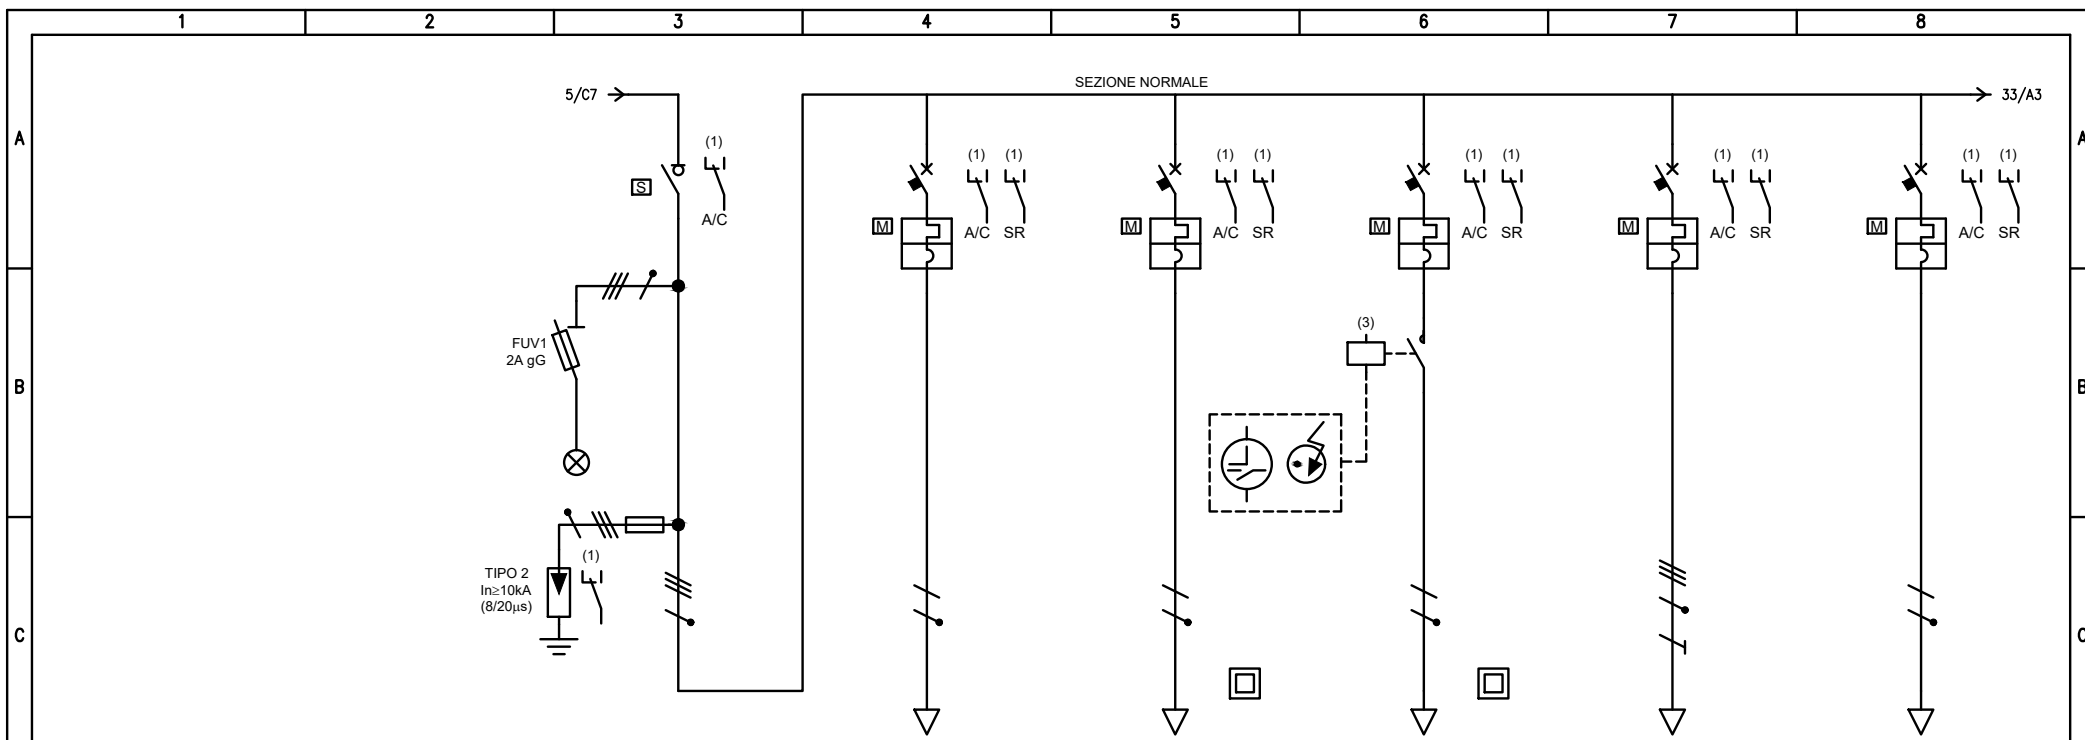 1 2 3 4 5 6 7 8
SEZIONE NORMALE
5/C7
33/A3
A
A
(1)
(1) (1)
(1) (1)
(1) (1)
(1) (1)
(1) (1)
S
A/C
M
A/C SR
M
A/C SR
M
A/C SR
M
A/C SR
M
A/C SR
(3)
FUV1
2A gG
B
B
(1)
TIPO 2
In≥10kA
(8/20µs)
C
C